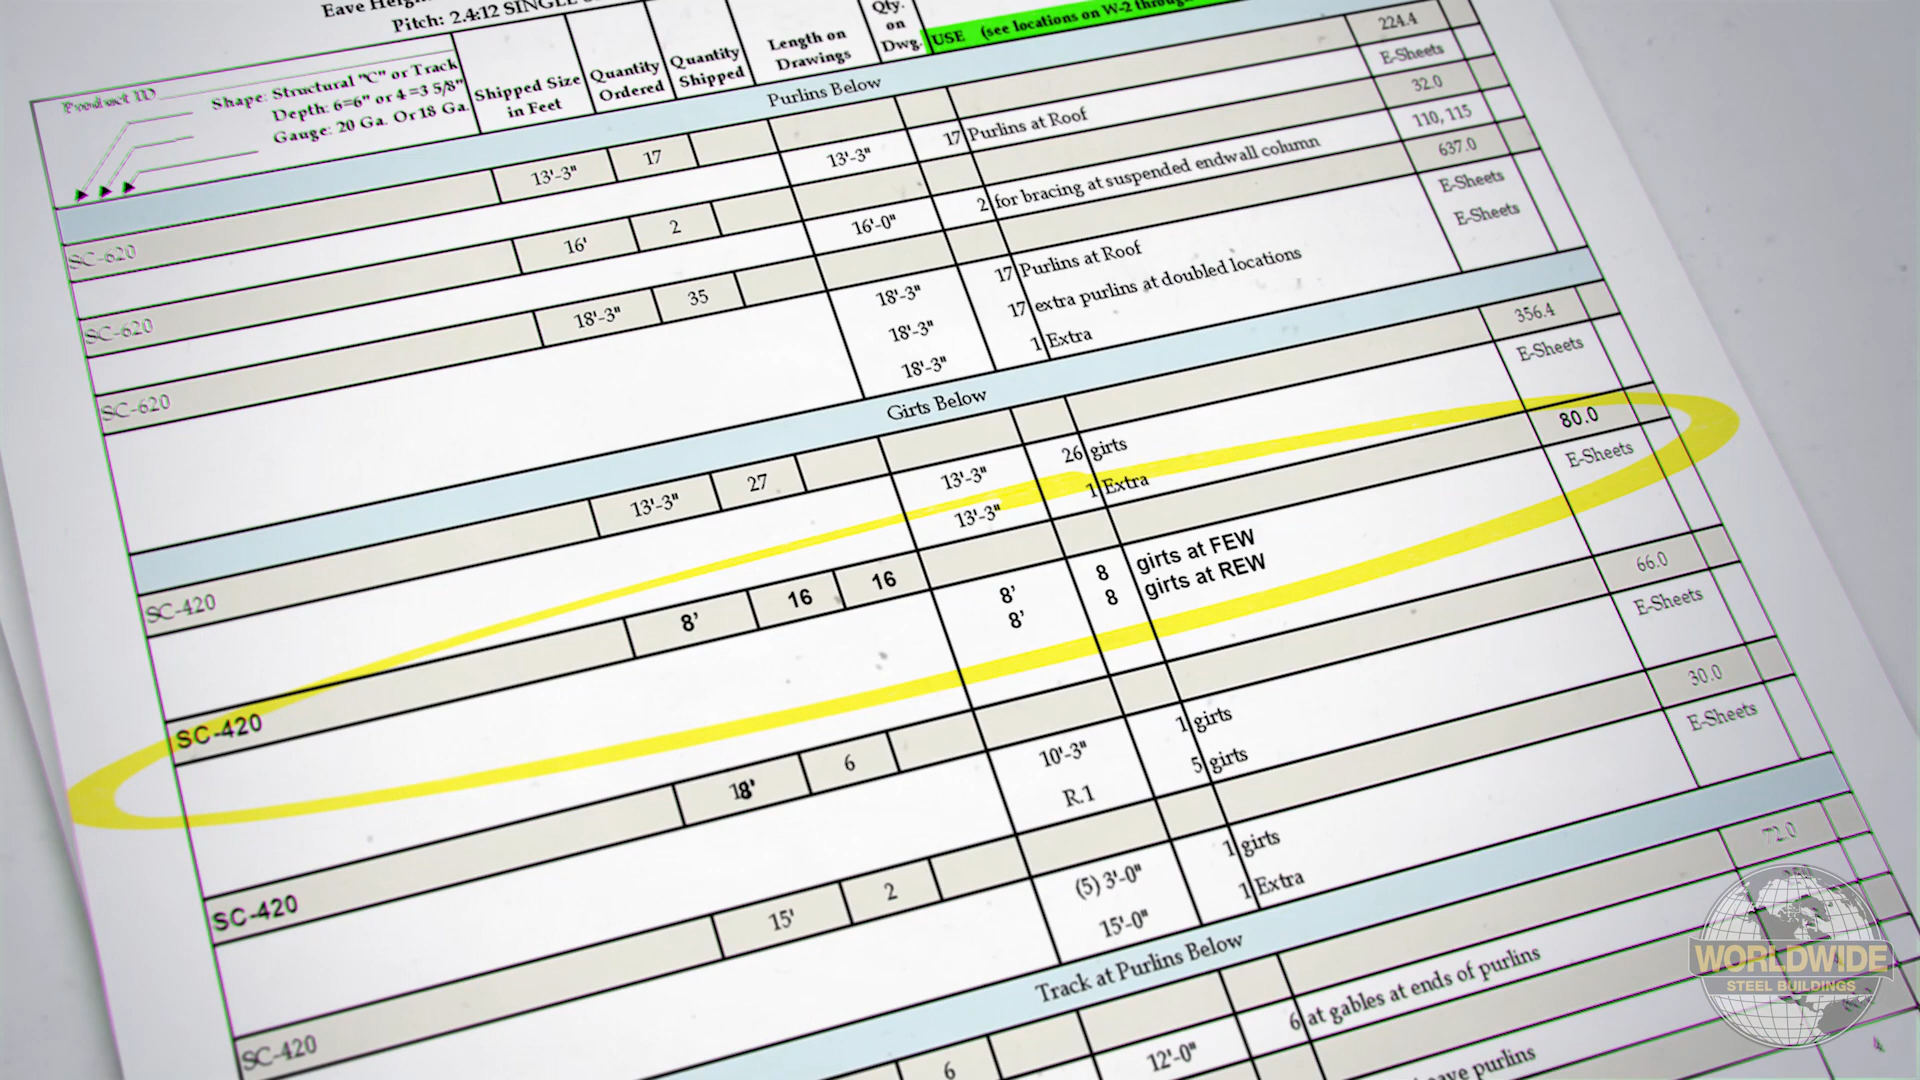 Eave Heig
Pitch: 2.4:12 SINGLE S
Product ID
Shape: Structural "C" or Track
Depth: 6=6" or 4=3 5/8"
Gauge: 20 Ga. Or 18 Ga.
Shipped Size in Feet
Quantity Ordered
Quantity Shipped
Length on Drawings
Qty. on Dwg.
USE (see locations on W-2 through
Purlins Below
224.4
SC-620 13'-3" 17
13'-3" 17 Purlins at Roof E-Sheets
32.0
SC-620 16' 2
16'-0" 2 for bracing at suspended endwall column 110, 115
637.0
SC-620 18'-3" 35
18'-3" 17 Purlins at Roof E-Sheets
18'-3" 17 extra purlins at doubled locations E-Sheets
18'-3" 1 Extra
Girts Below
356.4
SC-420 13'-3" 27
13'-3" 26 girts E-Sheets
13'-3" 1 Extra
80.0
SC-420 8' 16 16
8' 8 girts at FEW E-Sheets
8' 8 girts at REW
66.0
SC-420 18' 6
10'-3" 1 girts E-Sheets
R.1 5 girts
30.0
SC-420 15' 2
(5) 3'-0" 1 girts E-Sheets
15'-0" 1 Extra
Track at Purlins Below
72.0
6
12'-0" 6 at gables at ends of purlins
ave purlins
4
WORLDWIDE
STEEL BUILDINGS